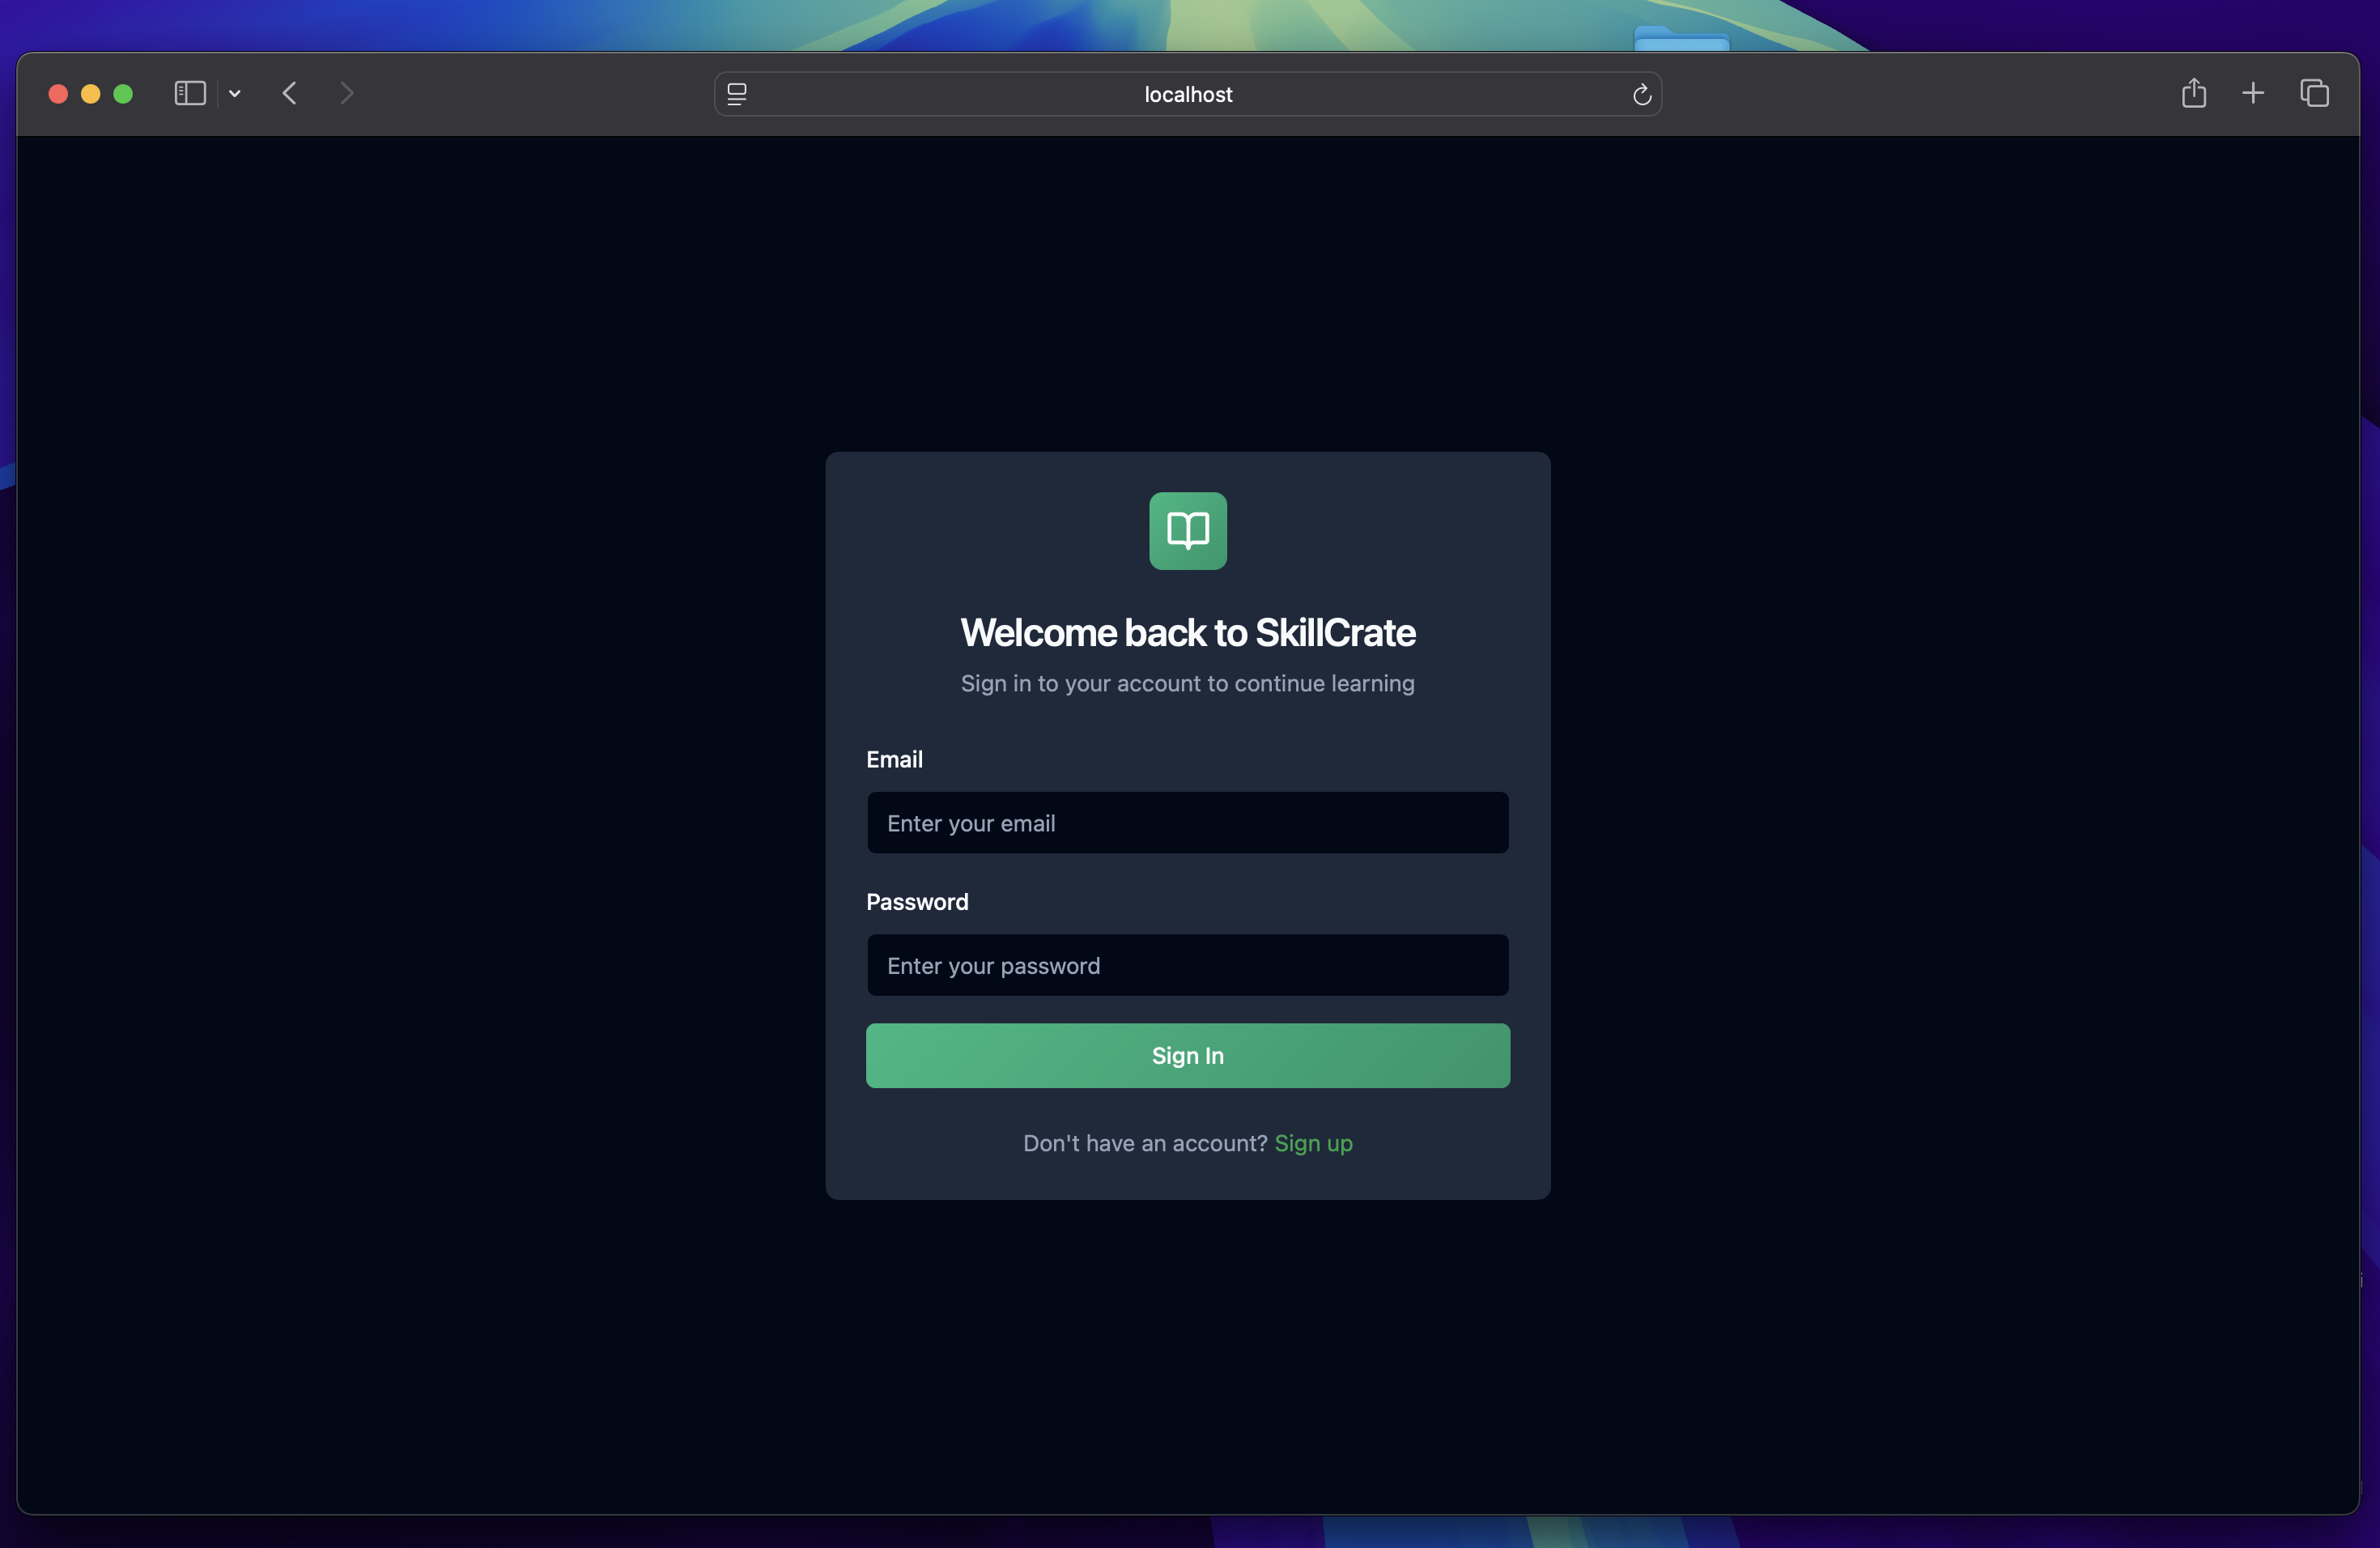 localhost
Welcome back to SkillCrate
Sign in to your account to continue learning
Email
Enter your email
Password
Enter your password
Sign In
Don't have an account? Sign up